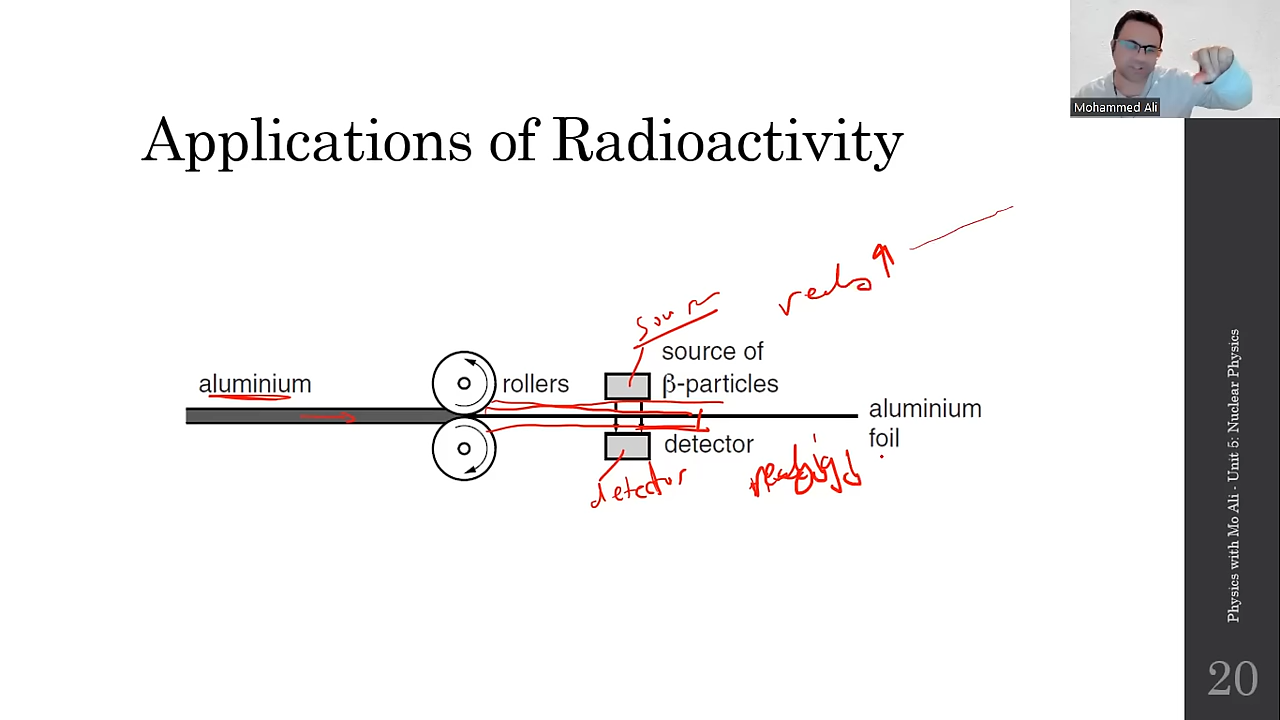 Mohammed Ali
Applications of Radioactivity
sour
source of
β-particles
aluminium
rollers
aluminium
foil
detector
detector
Physics with Mo Ali - Unit 5: Nuclear Physics
20